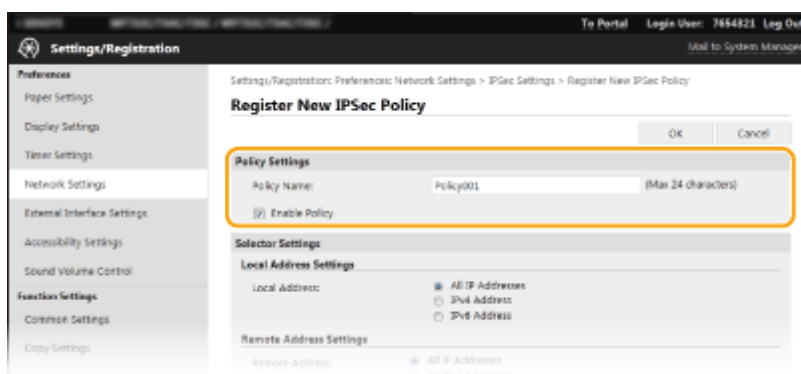 To Portal Login User: 7654321 Log Out
Settings/Registration
Mail to System Manager
Preferences
Paper Settings
Display Settings
Timer Settings
Network Settings
External Interface Settings
Accessibility Settings
Sound Volume Control
Function Settings
Common Settings
Copy Settings
Settings/Registration: Preferences: Network Settings > IPSec Settings > Register New IPSec Policy
Register New IPSec Policy
OK Cancel
Policy Settings
Policy Name: Policy001 (Max 24 characters)
Enable Policy
Selector Settings
Local Address Settings
Local Address: All IP Addresses
IPv4 Address
IPv6 Address
Remote Address Settings
Remote Address: All IP Addresses